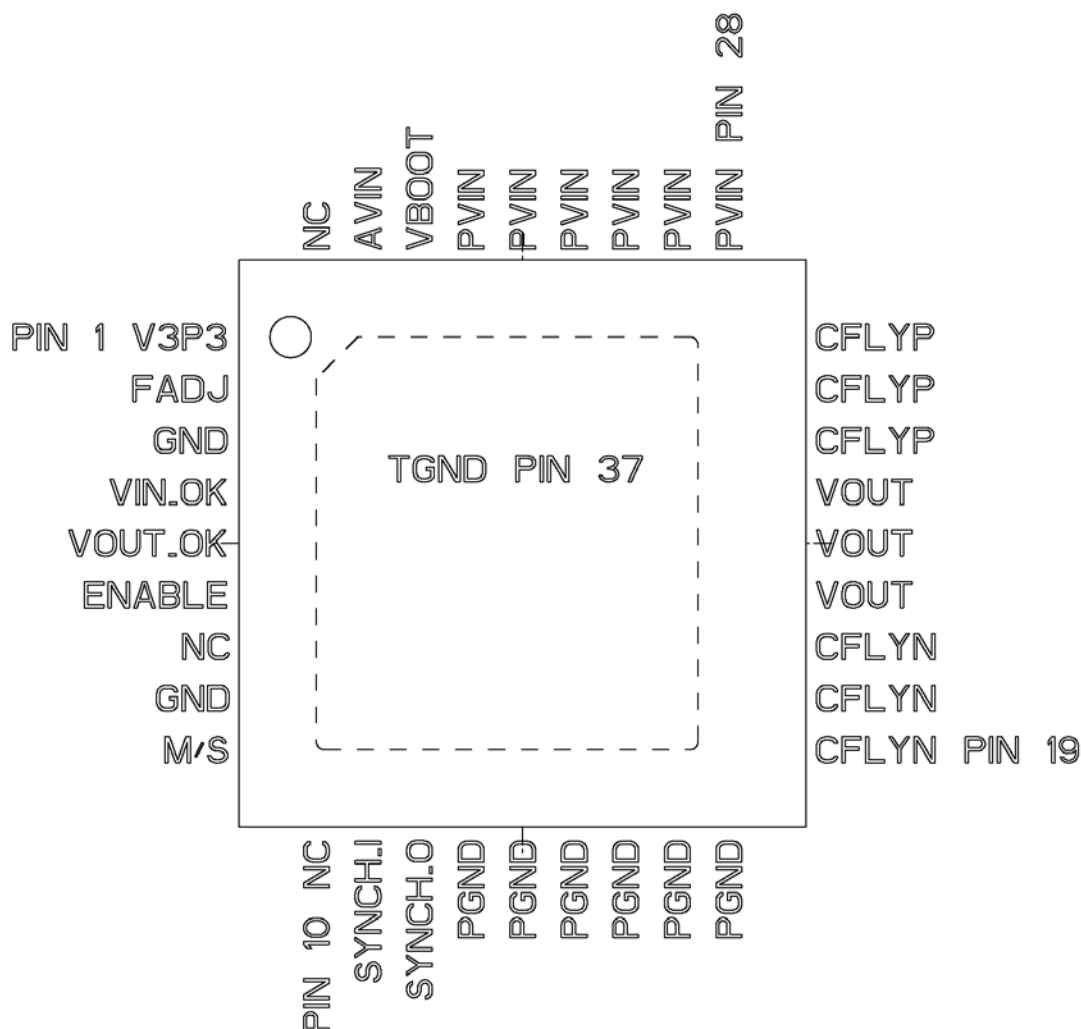 NC
AVIN
VBOOT
PVIN
PVIN
PVIN
PVIN
PVIN
PVIN PIN 28
PIN 1 V3P3
FADJ
GND
VIN_OK
VOUT_OK
ENABLE
NC
GND
M/S
TGND PIN 37
CFLYP
CFLYP
CFLYP
VOUT
VOUT
VOUT
CFLYN
CFLYN
CFLYN PIN 19
PIN 10 NC
SYNCH_I
SYNCH_O
PGND
PGND
PGND
PGND
PGND
PGND